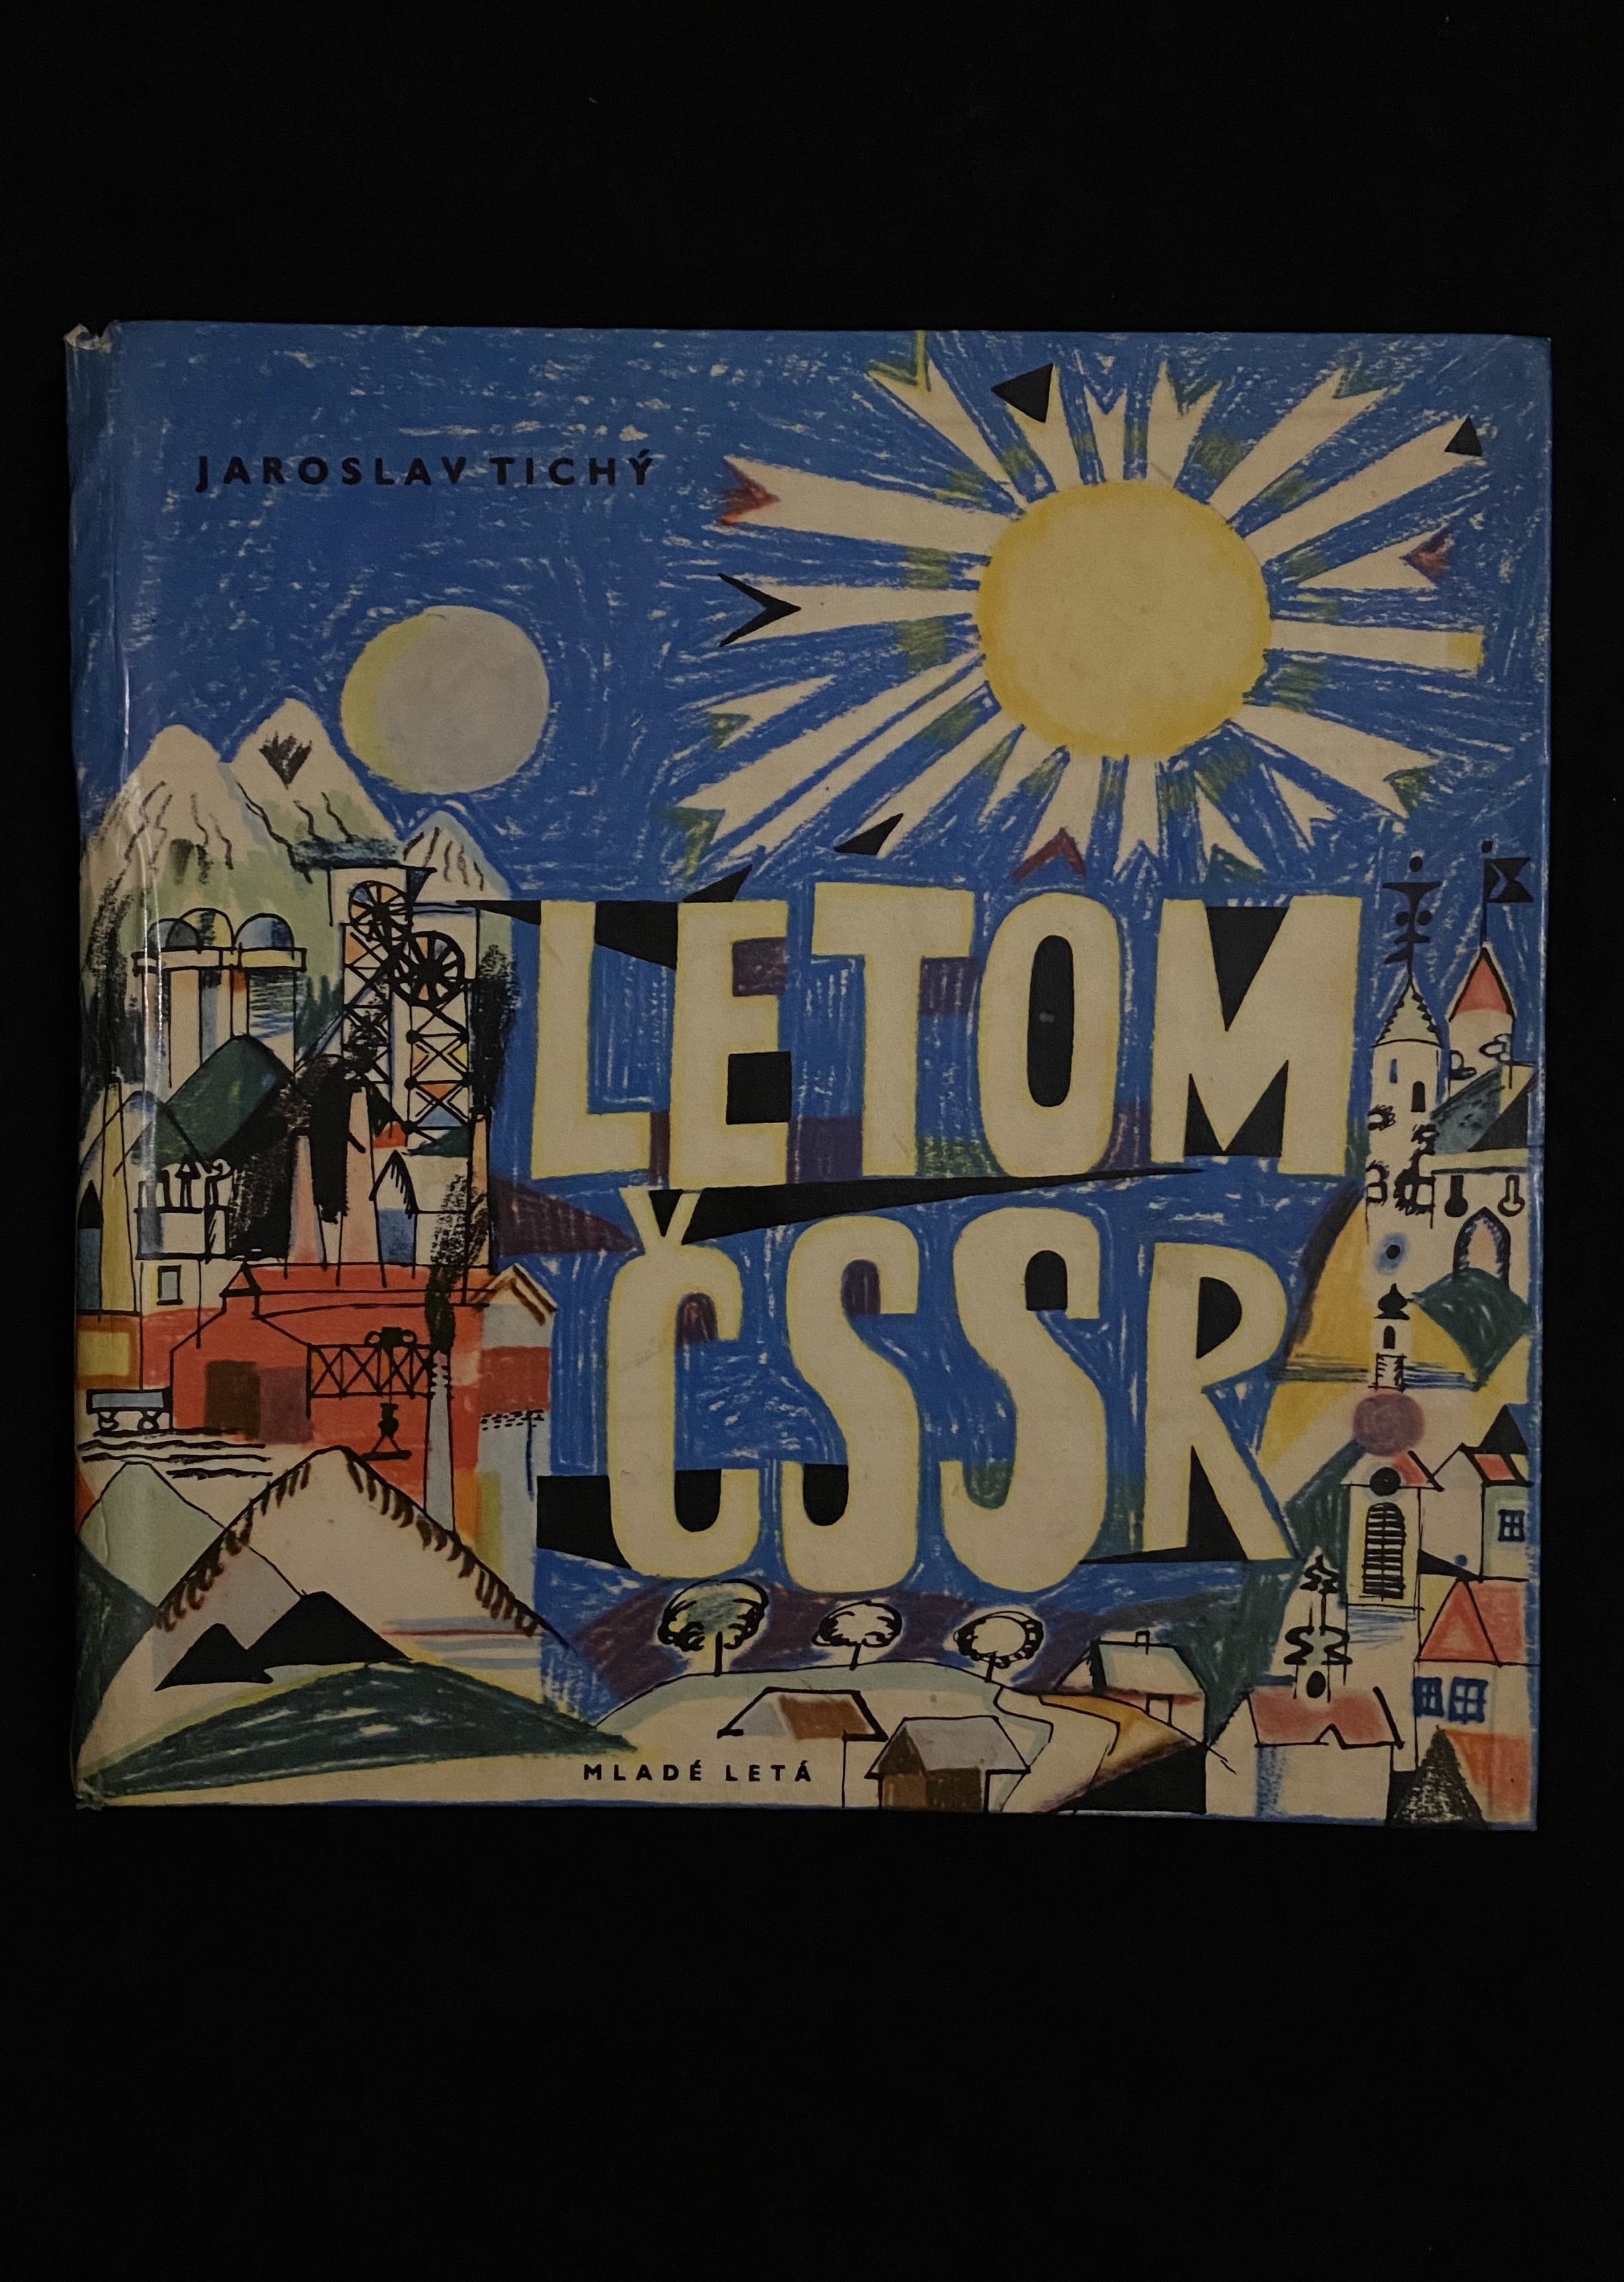 JAROSLAV TICHÝ
LETOM
ČSSR
MLADÉ LETÁ